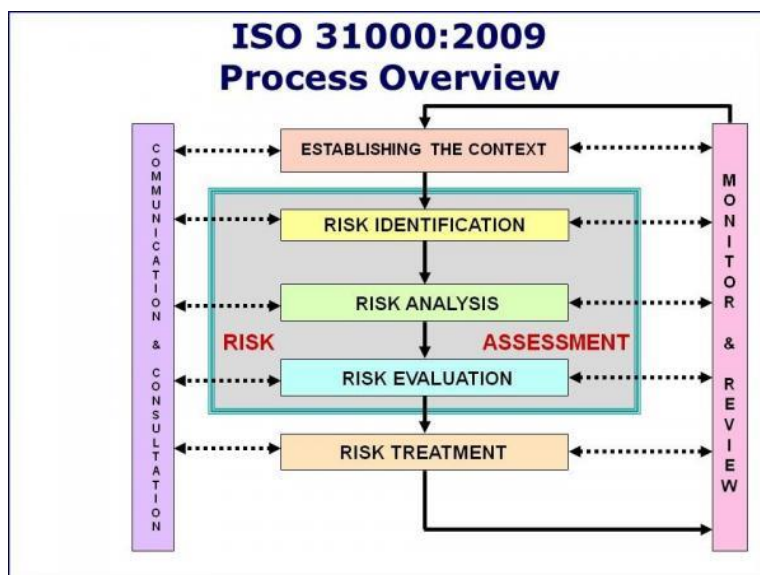 ISO 31000:2009
Process Overview
COMMUNICATION & CONSULTATION
ESTABLISHING THE CONTEXT
RISK IDENTIFICATION
RISK ANALYSIS
RISK ASSESSMENT
RISK EVALUATION
RISK TREATMENT
MONITOR & REVIEW